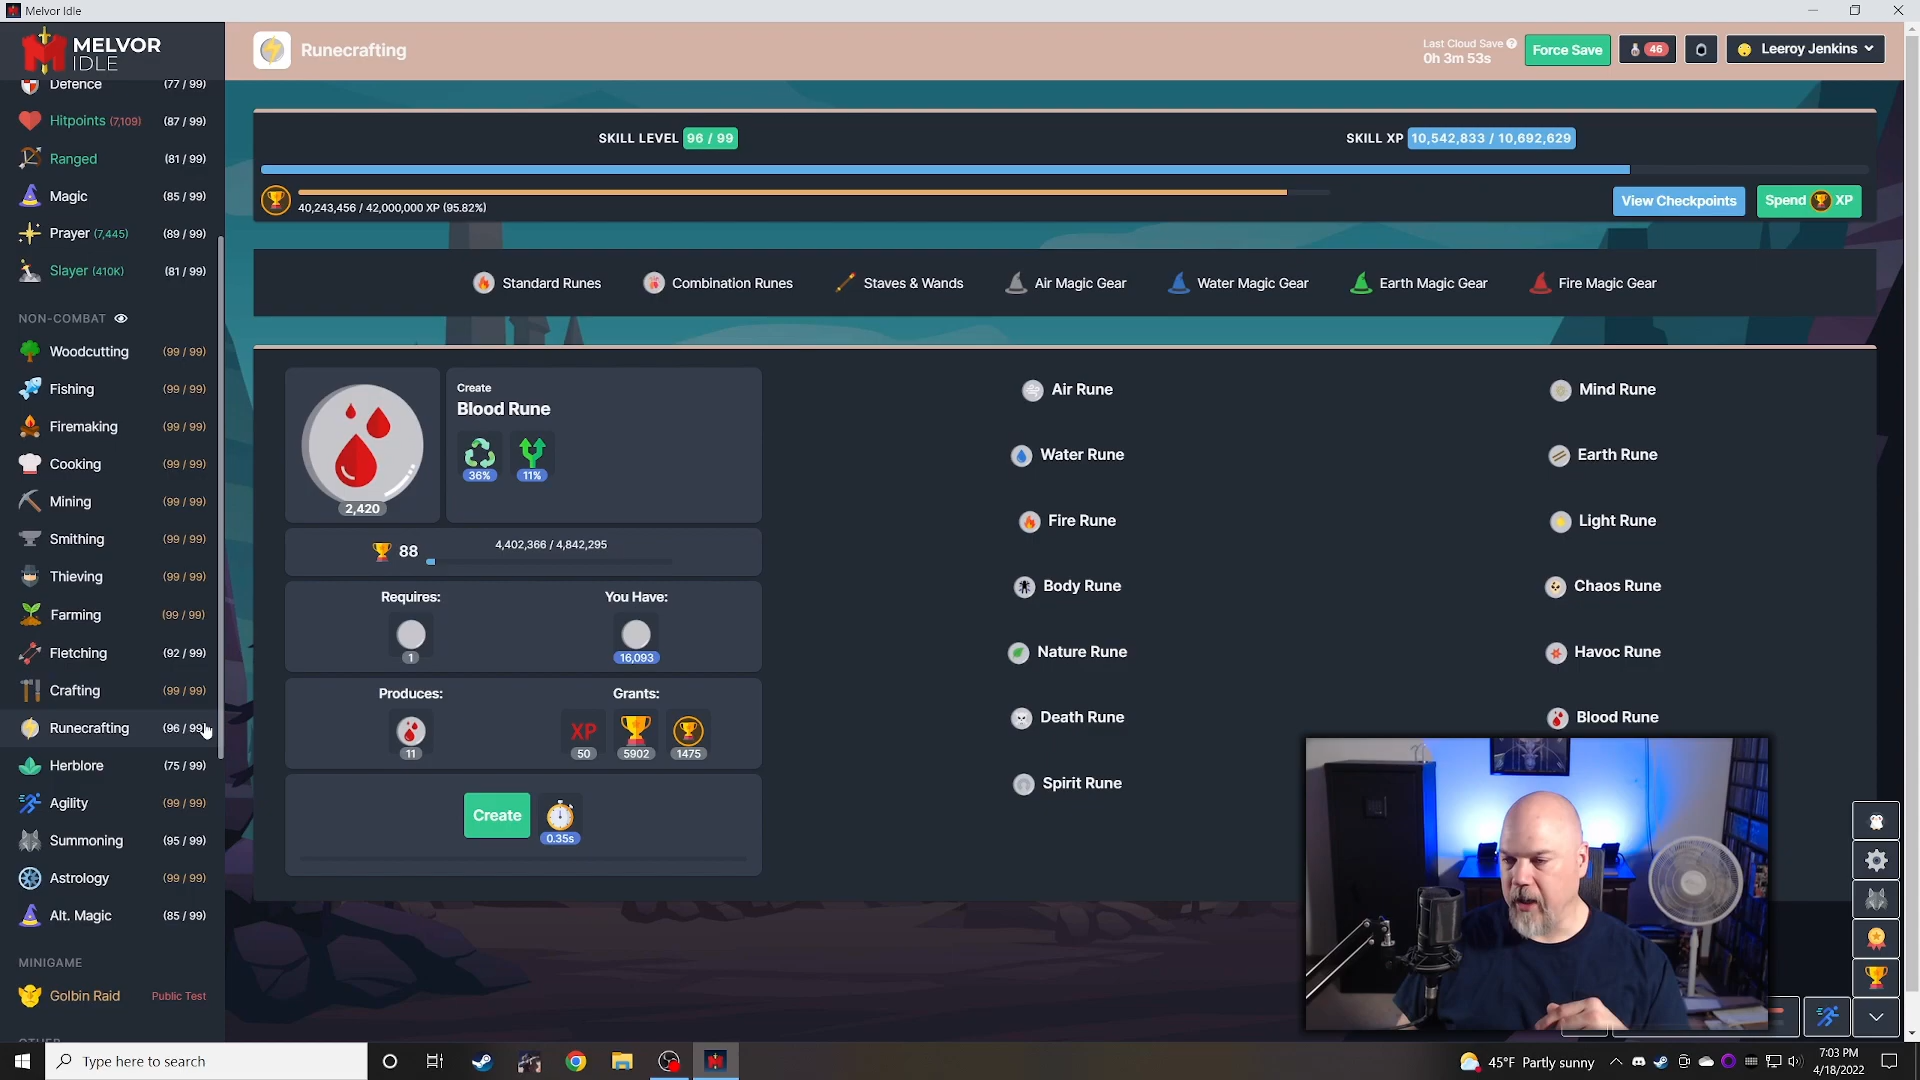 Melvor Idle
MELVOR
IDLE
Runecrafting
Last Cloud Save
0h 3m 53s
Force Save
46
Leeroy Jenkins
Defence (77 / 99)
Hitpoints (7,109) (87 / 99)
Ranged (81 / 99)
Magic (85 / 99)
Prayer (7,445) (89 / 99)
Slayer (410K) (81 / 99)
NON-COMBAT
Woodcutting (99 / 99)
Fishing (99 / 99)
Firemaking (99 / 99)
Cooking (99 / 99)
Mining (99 / 99)
Smithing (99 / 99)
Thieving (99 / 99)
Farming (99 / 99)
Fletching (92 / 99)
Crafting (99 / 99)
Runecrafting (96 / 99)
Herblore (75 / 99)
Agility (99 / 99)
Summoning (95 / 99)
Astrology (99 / 99)
Alt. Magic (85 / 99)
MINIGAME
Golbin Raid Public Test
SKILL LEVEL 96 / 99
SKILL XP 10,542,833 / 10,692,629
40,243,456 / 42,000,000 XP (95.82%)
View Checkpoints
Spend XP
Standard Runes
Combination Runes
Staves & Wands
Air Magic Gear
Water Magic Gear
Earth Magic Gear
Fire Magic Gear
Create
Blood Rune
36%
11%
2,420
88
4,402,366 / 4,842,295
Requires:
You Have:
1
16,093
Produces:
Grants:
XP
11
50
5902
1475
Create
0.35s
Air Rune
Mind Rune
Water Rune
Earth Rune
Fire Rune
Light Rune
Body Rune
Chaos Rune
Nature Rune
Havoc Rune
Death Rune
Blood Rune
Spirit Rune
Type here to search
45°F Partly sunny
7:03 PM
4/18/2022